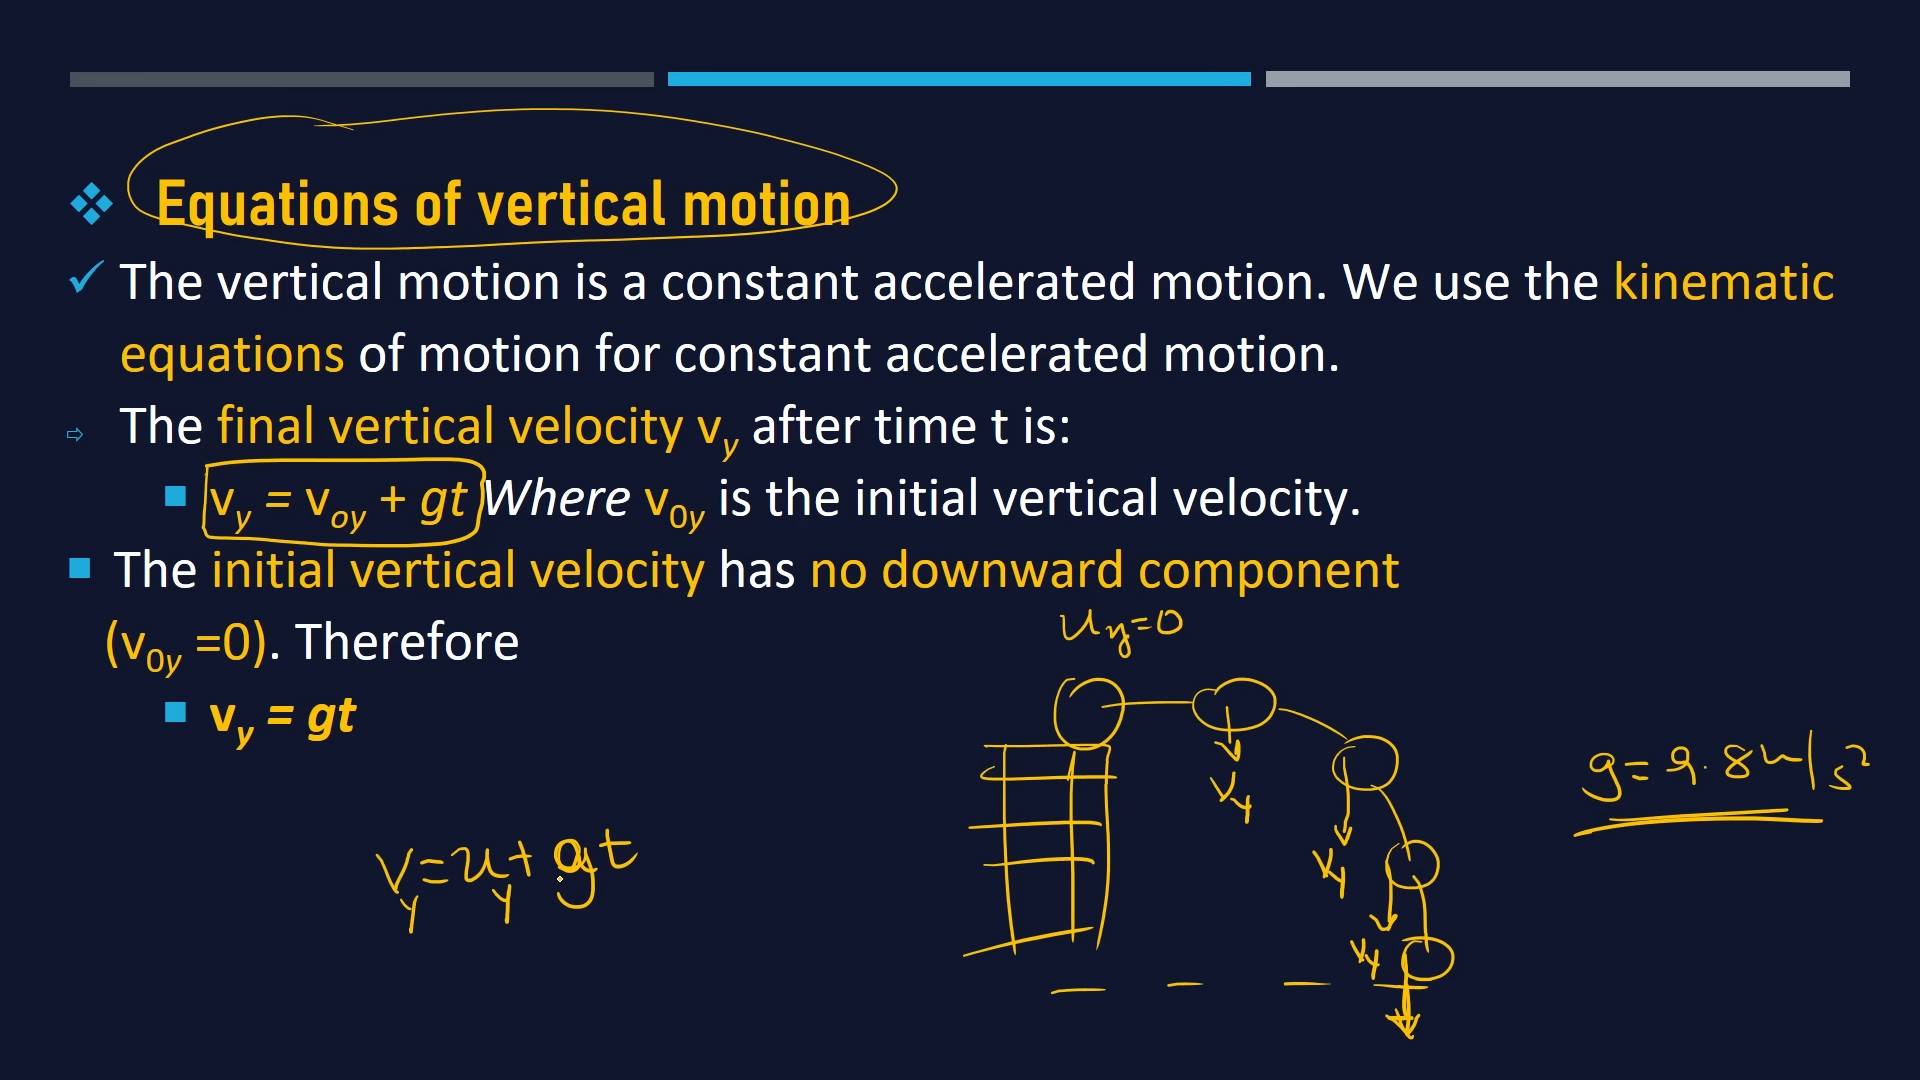 Equations of vertical motion
The vertical motion is a constant accelerated motion. We use the kinematic
equations of motion for constant accelerated motion.
The final vertical velocity vy after time t is:
vy = voy + gt Where v0y is the initial vertical velocity.
The initial vertical velocity has no downward component
uy=0
(v0y =0). Therefore
vy = gt
g=9.8m/s²
vy
vy=uy+gt
vy
vy